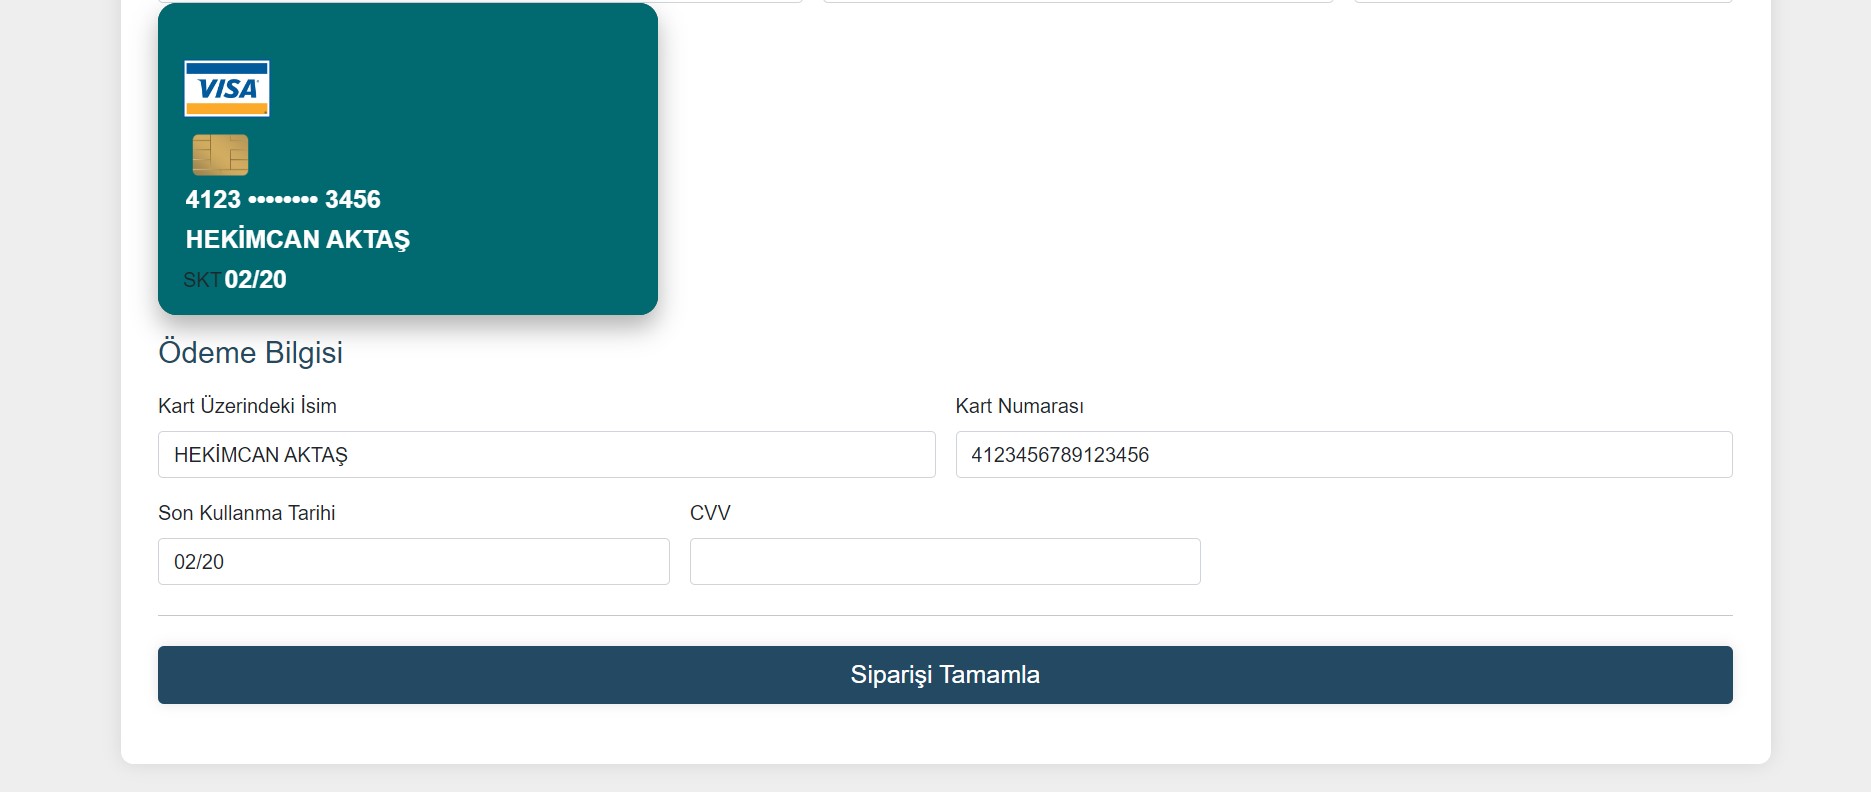 VISA
4123 •••••••• 3456
HEKİMCAN AKTAŞ
SKT 02/20
Ödeme Bilgisi
Kart Üzerindeki İsim
Kart Numarası
HEKİMCAN AKTAŞ
4123456789123456
Son Kullanma Tarihi
CVV
02/20
Siparişi Tamamla